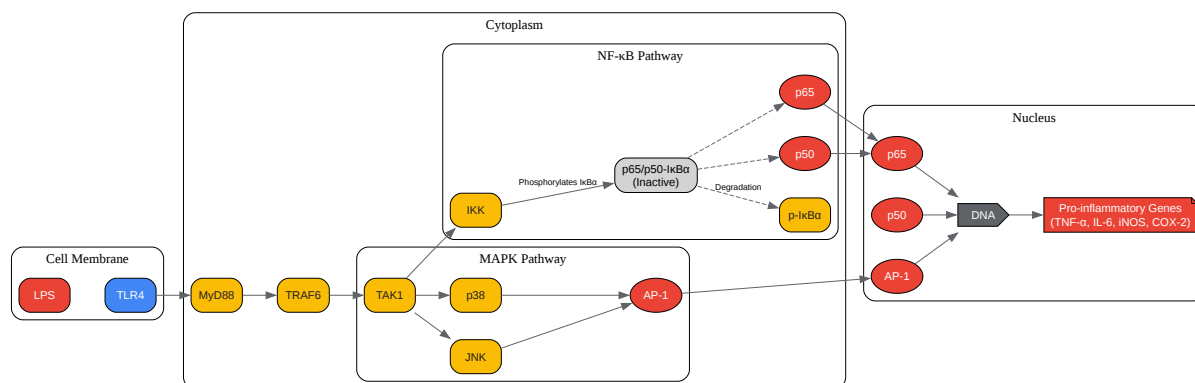 Cytoplasm
NF-κB Pathway
p65
Nucleus
p50
p65
p65/p50-IκBα
(Inactive)
Phosphorylates IκBα
Degradation
IKK
p-IκBα
p50
DNA
Pro-inflammatory Genes
(TNF-α, IL-6, iNOS, COX-2)
Cell Membrane
MAPK Pathway
AP-1
LPS
TLR4
MyD88
TRAF6
TAK1
p38
AP-1
JNK